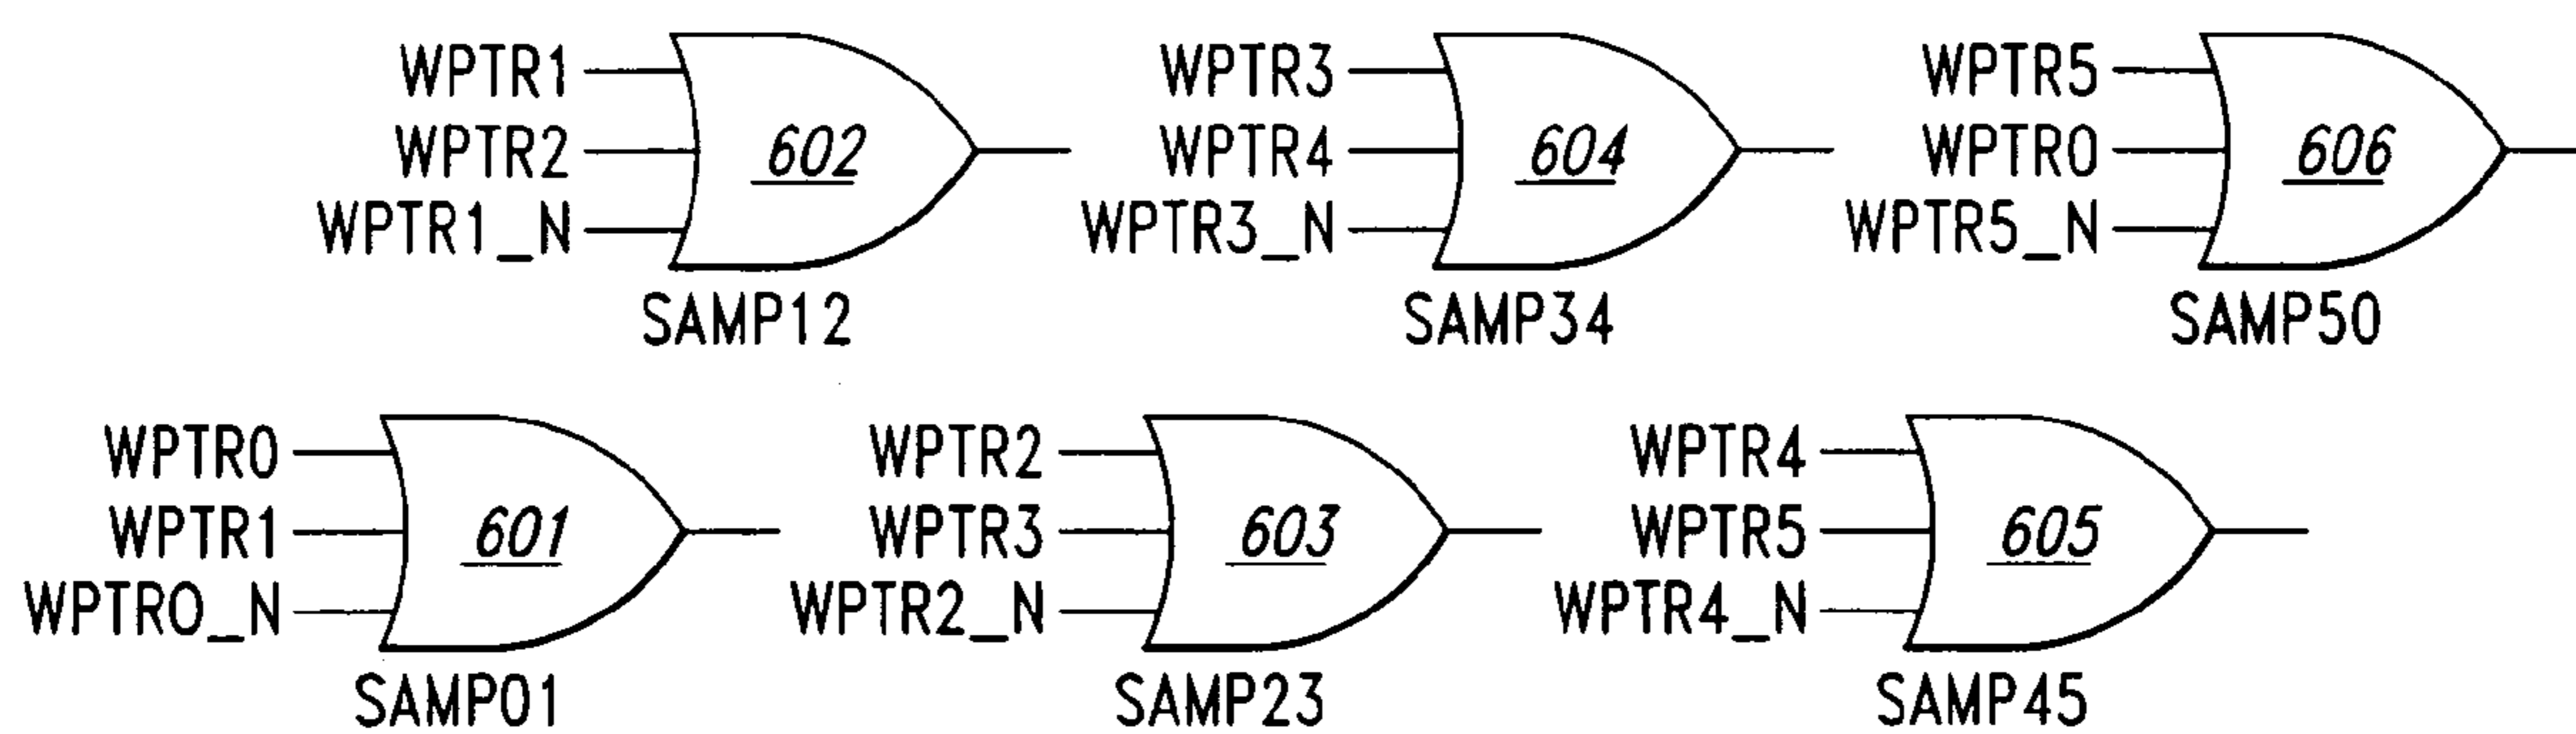 WPTR1
WPTR2
WPTR1_N
602
SAMP12
WPTR3
WPTR4
WPTR3_N
604
SAMP34
WPTR5
WPTR0
WPTR5_N
606
SAMP50
WPTR0
WPTR1
WPTR0_N
601
SAMP01
WPTR2
WPTR3
WPTR2_N
603
SAMP23
WPTR4
WPTR5
WPTR4_N
605
SAMP45